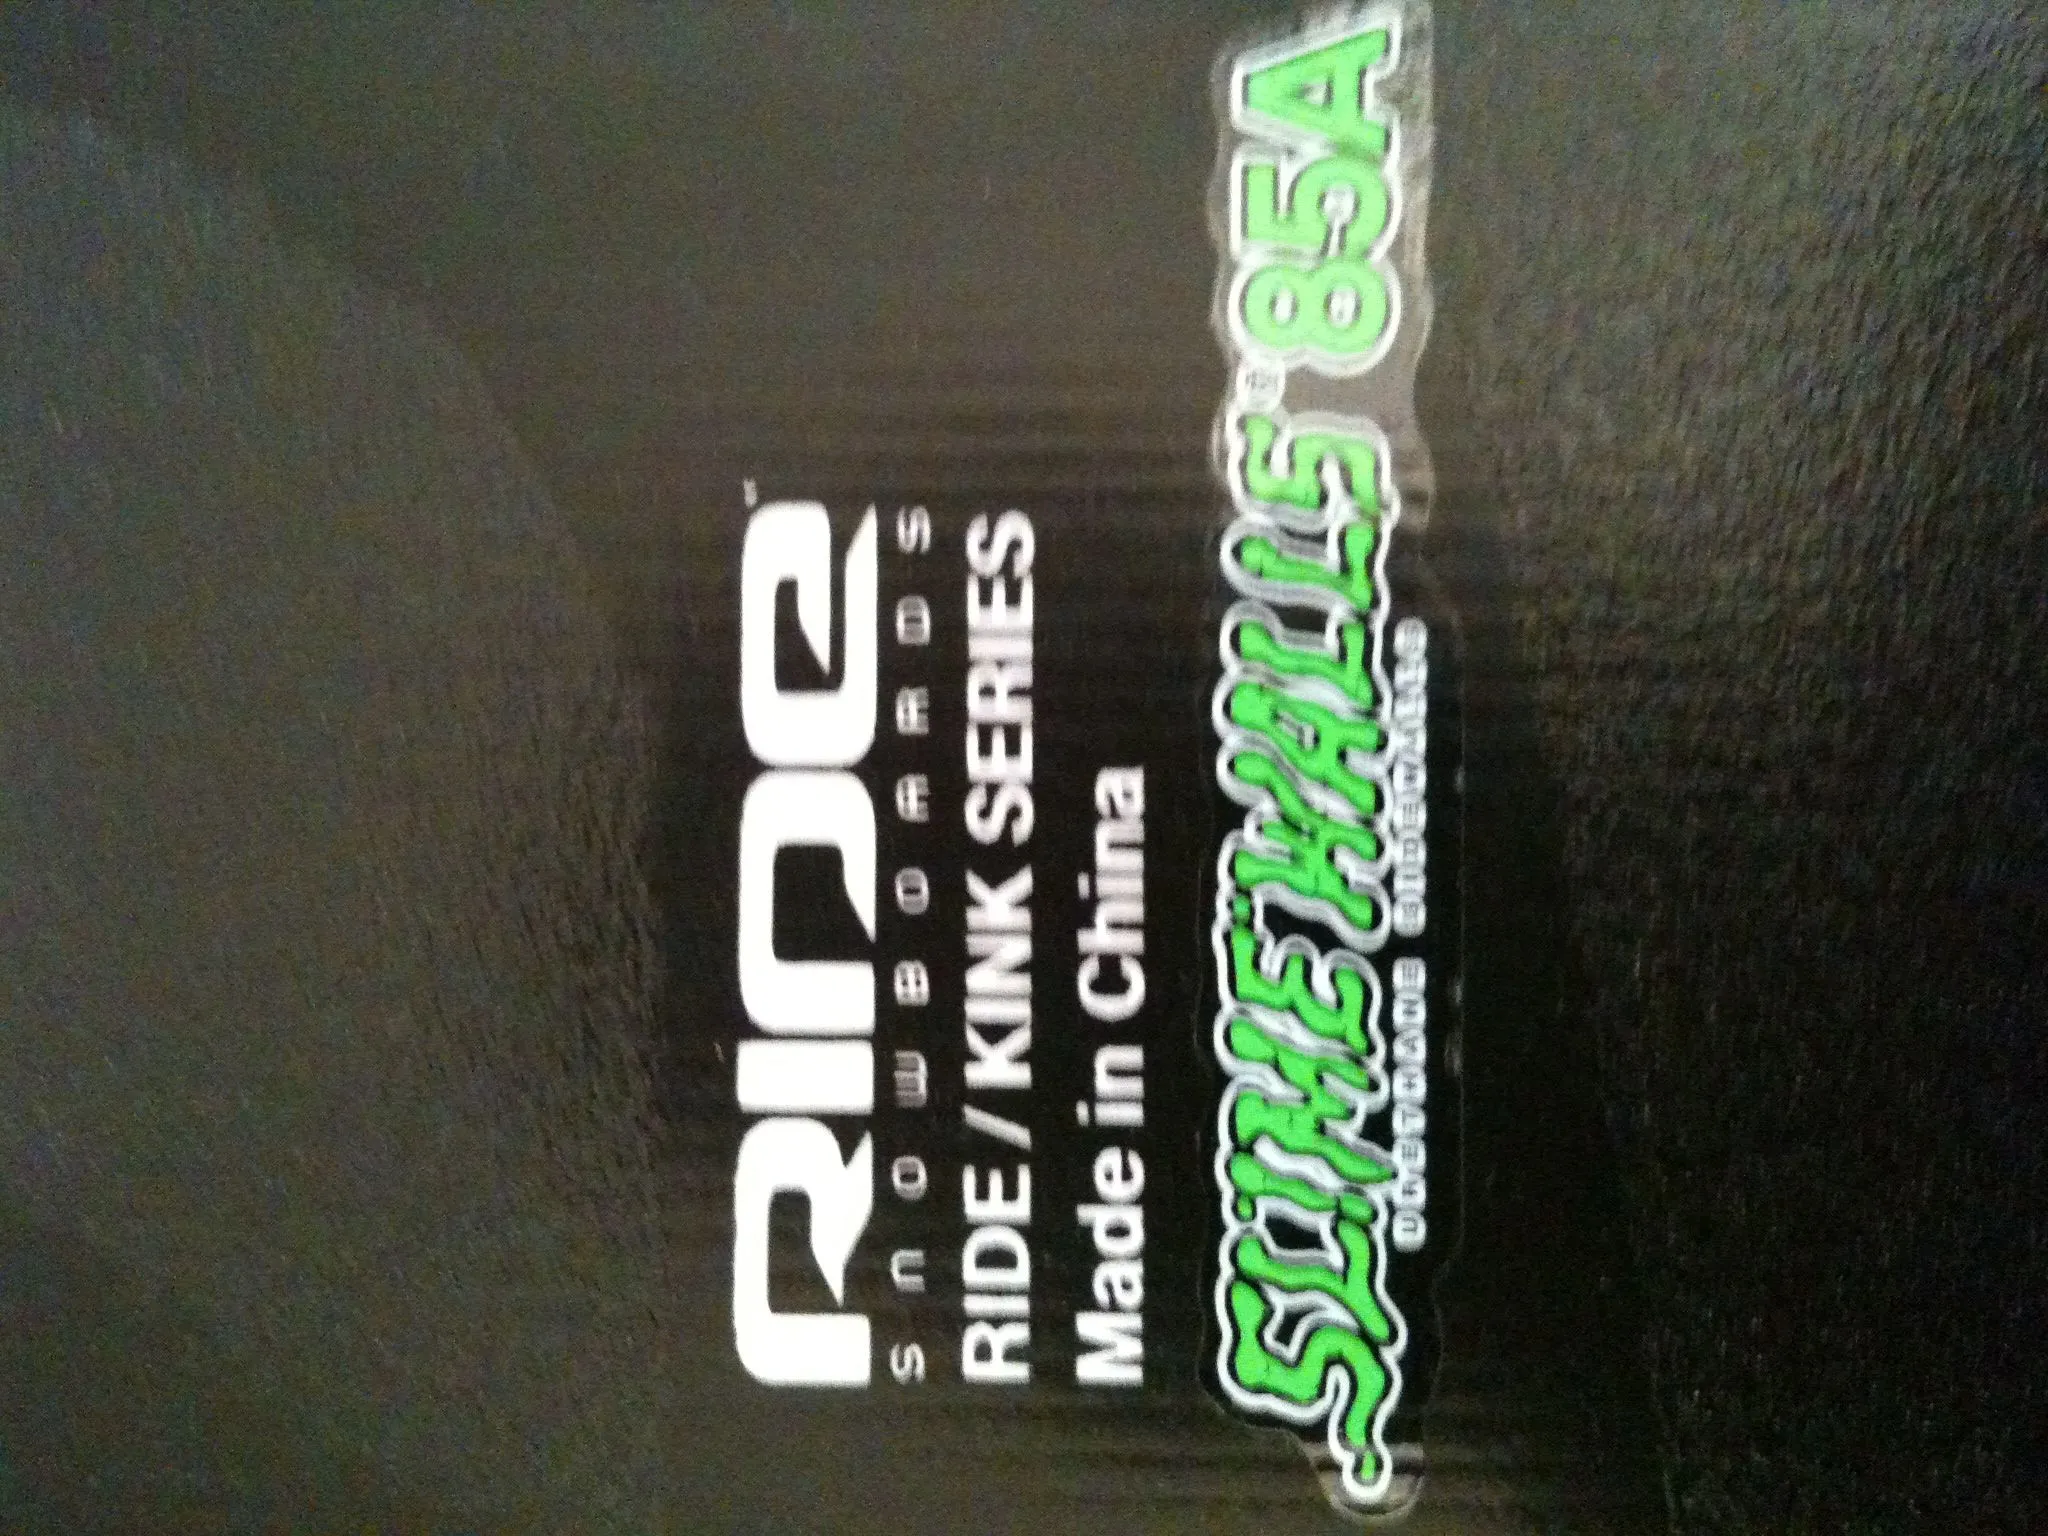 RIDE
SNOWBOARDS
RIDE / KINK SERIES
Made in China
SLIMEWALLS® 85A
URETHANE SIDEWALLS